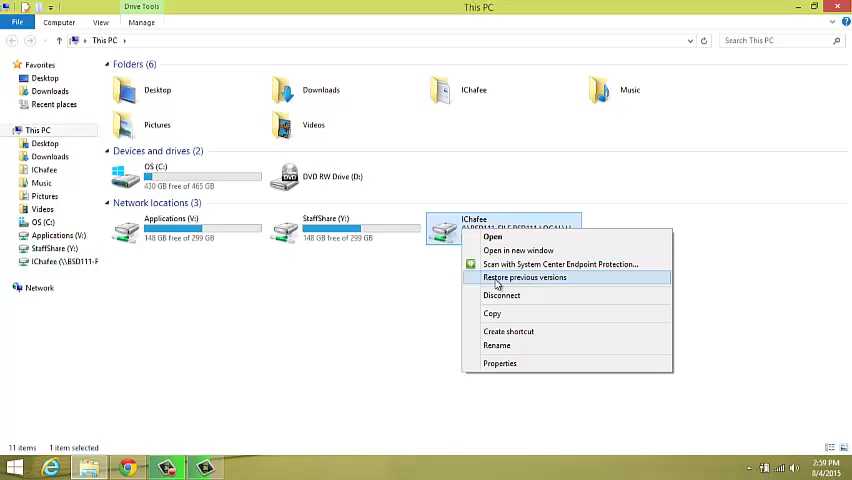 Drive Tools
This PC
File
Computer
View
Manage
This PC
Search This PC
Favorites
Desktop
Downloads
Recent places
This PC
Desktop
Downloads
IChafee
Music
Pictures
Videos
OS (C:)
Applications (V:)
StaffShare (Y:)
IChafee (\\BSD111-F
Network
Folders (6)
Desktop
Downloads
IChafee
Music
Pictures
Videos
Devices and drives (2)
OS (C:)
430 GB free of 465 GB
DVD RW Drive (D:)
Network locations (3)
Applications (V:)
148 GB free of 299 GB
StaffShare (Y:)
148 GB free of 299 GB
IChafee
Open
Open in new window
Scan with System Center Endpoint Protection...
Restore previous versions
Disconnect
Copy
Create shortcut
Rename
Properties
11 items
1 item selected
2:59 PM
8/4/2015